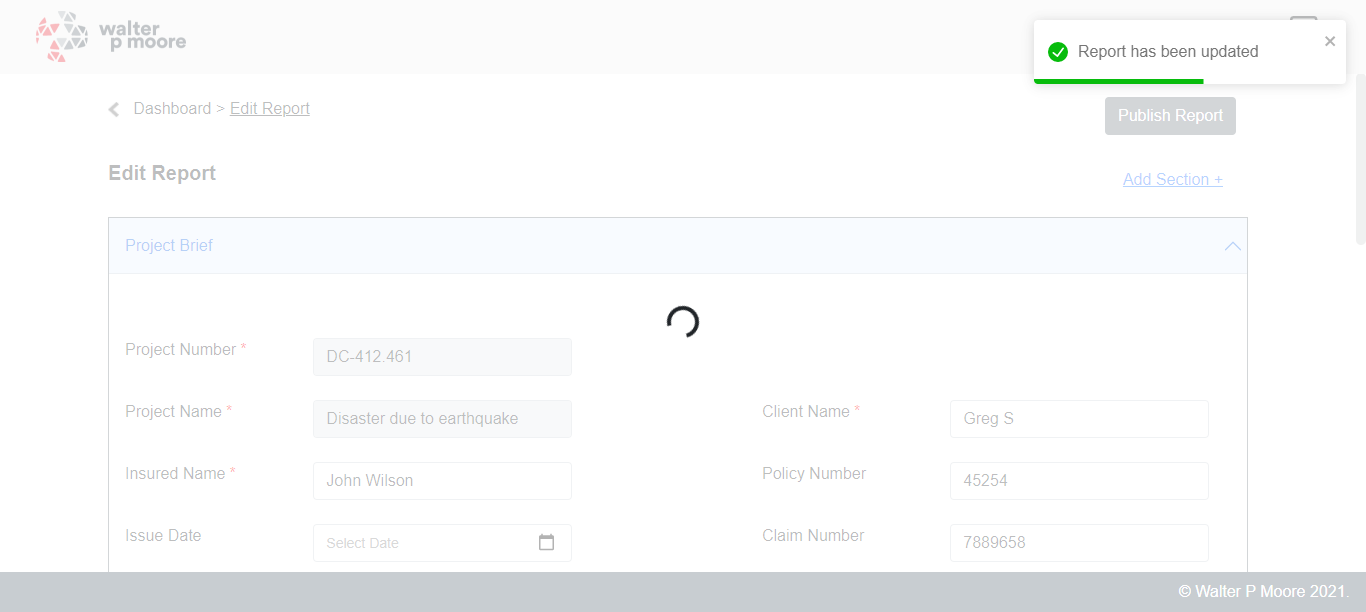 walter
p moore
Report has been updated
Dashboard > Edit Report
Publish Report
Edit Report
Add Section +
Project Brief
Project Number *
DC-412.461
Project Name *
Disaster due to earthquake
Client Name *
Greg S
Insured Name *
John Wilson
Policy Number
45254
Issue Date
Select Date
Claim Number
7889658
© Walter P Moore 2021.